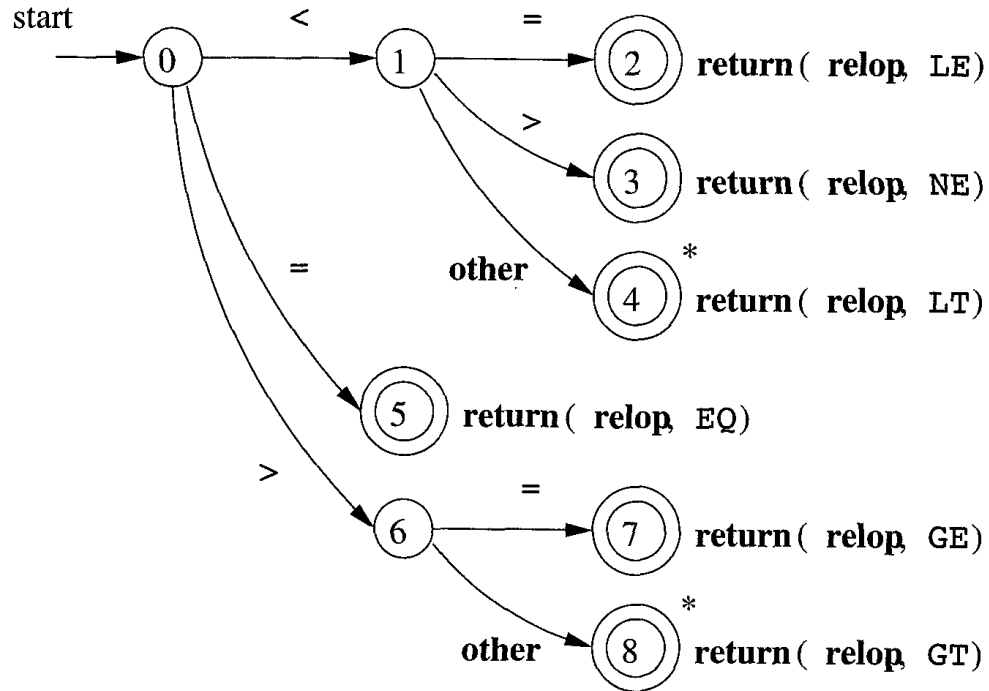 start
<
=
0
1
2
return( relop, LE)
>
3
return( relop, NE)
other
*
4
return( relop, LT)
=
5
return( relop, EQ)
>
=
6
7
return( relop, GE)
other
*
8
return( relop, GT)